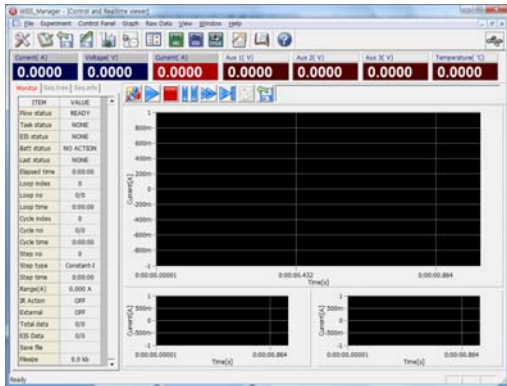 WEIS_Manager - [Control and Realtime viewer]
File Experiment Control Panel Graph Raw Data View Window Help
Current( A) Voltage( V) Current( A) Aux 1( V) Aux 2( V) Aux 3( V) Temperature( ℃)
0.0000 0.0000 0.0000 0.0000 0.0000 0.0000 0.0000
Monitor Seq.tree Seq.info
ITEM VALUE
Flow status READY
Task status NONE
EIS status NONE
Batt status NO ACTION
Last status NONE
Elapsed time 0:00:00
Loop index 0
Loop no 0/0
Loop time 0:00:00
Cycle index 0
Cycle no 0/0
Cycle time 0:00:00
Step no 0
Step type Constant-I
Step time 0:00:00
Range(A) 0.000 A
IR Action OFF
External OFF
Total data 0/0
EIS Data 0/0
Save file
Filesize 0.0 kb
Current[A]
1
800m
600m
400m
200m
0
-200m
-400m
-600m
-800m
-1
0:00:00.00001 0:00:00.432 0:00:00.864
Time[s]
Current[A]
1
500m
0
-500m
-1
0:00:00.00001 0:00:00.864
Time[s]
Current[A]
1
500m
0
-500m
-1
0:00:00.00001 0:00:00.864
Time[s]
Ready